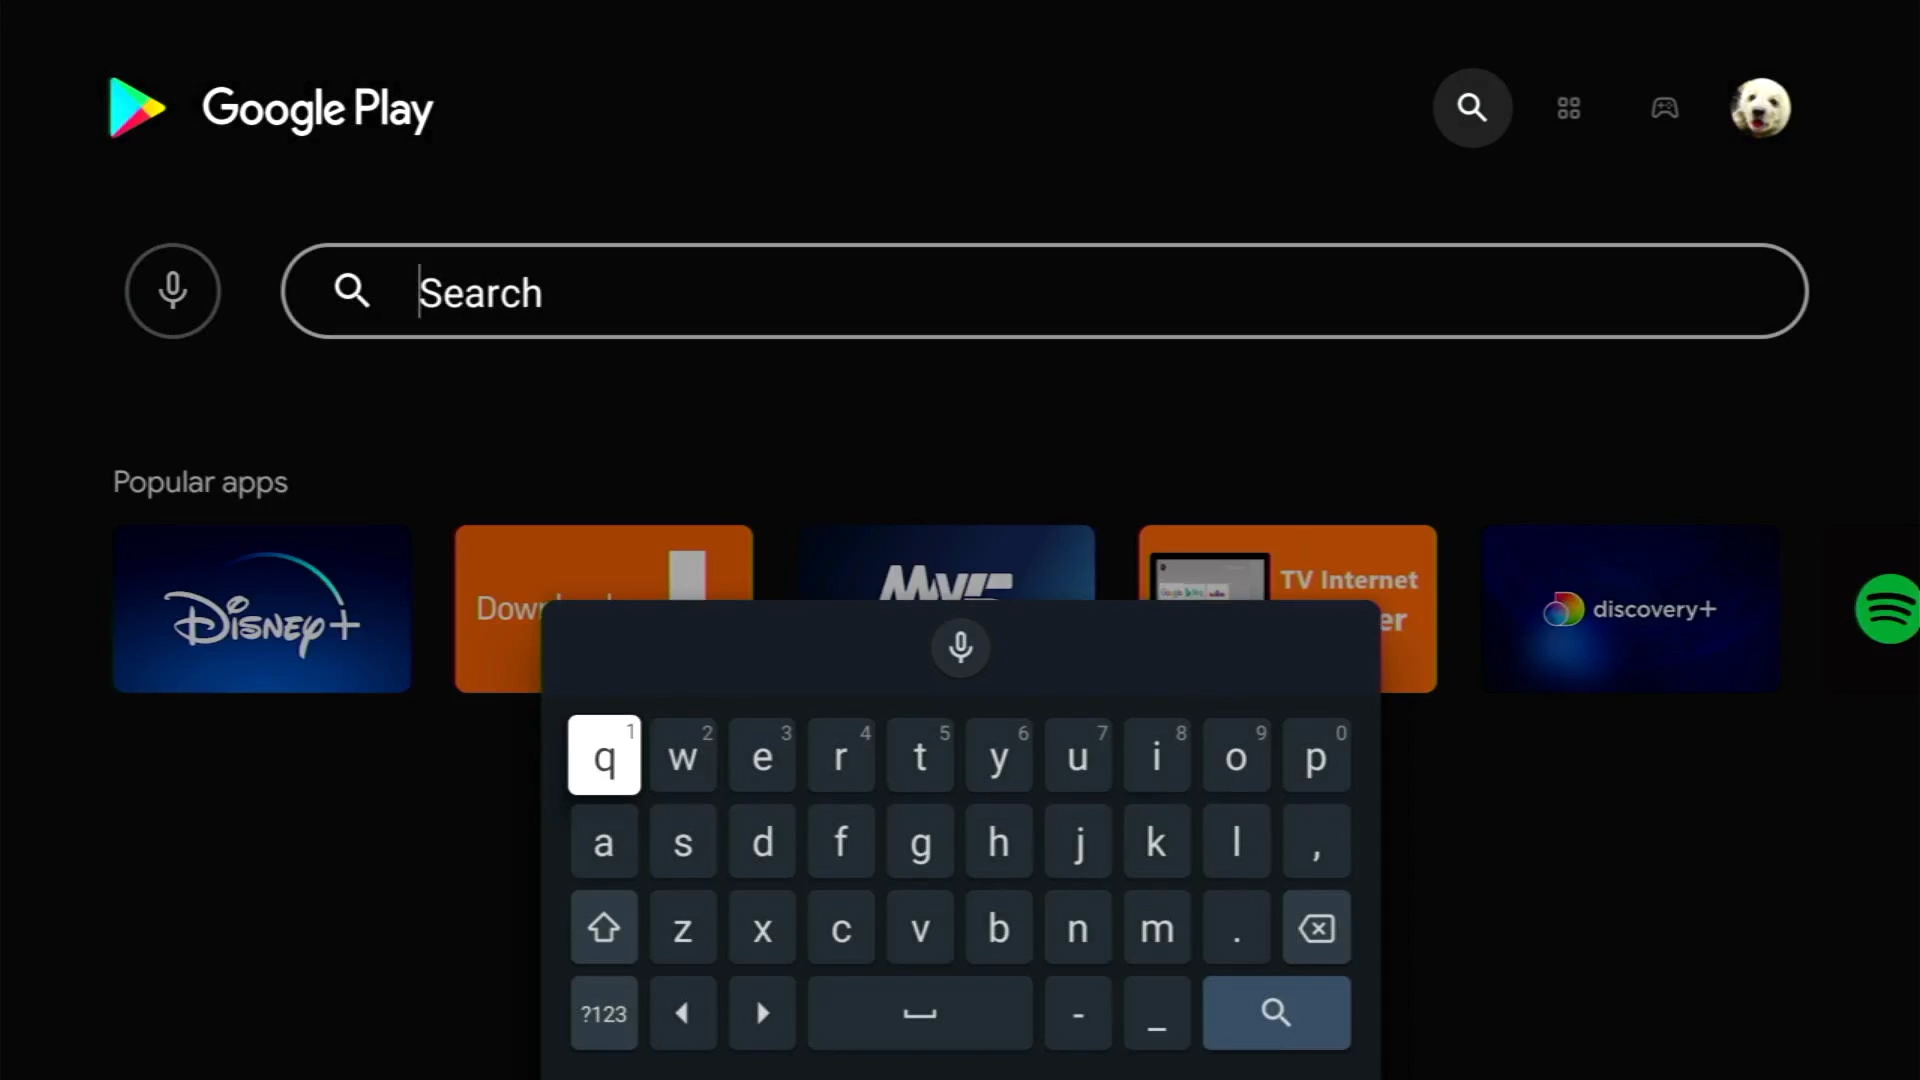 Google Play
Search
Popular apps
Disney+
TV Internet
discovery+
q 1 w 2 e 3 r 4 t 5 y 6 u 7 i 8 o 9 p 0
a s d f g h j k l ,
z x c v b n m .
?123 - _